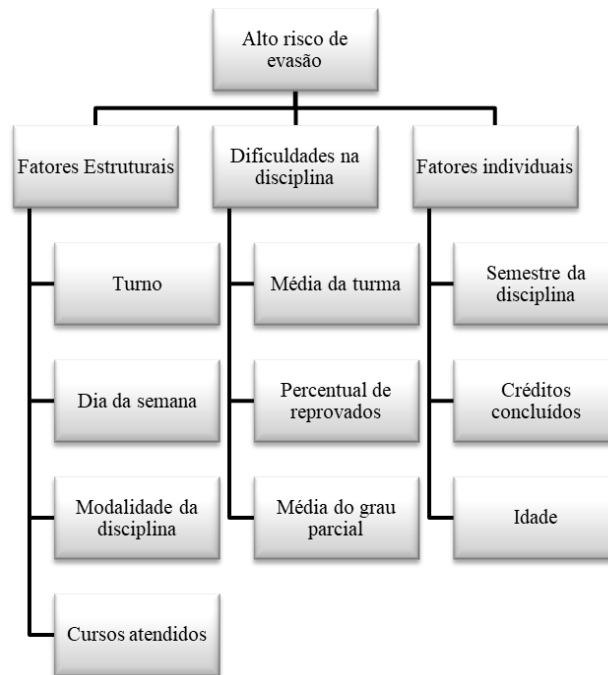 Alto risco de
evasão
Fatores Estruturais
Dificuldades na
disciplina
Fatores individuais
Turno
Média da turma
Semestre da
disciplina
Dia da semana
Percentual de
reprovados
Créditos
concluídos
Modalidade da
disciplina
Média do grau
parcial
Idade
Cursos atendidos